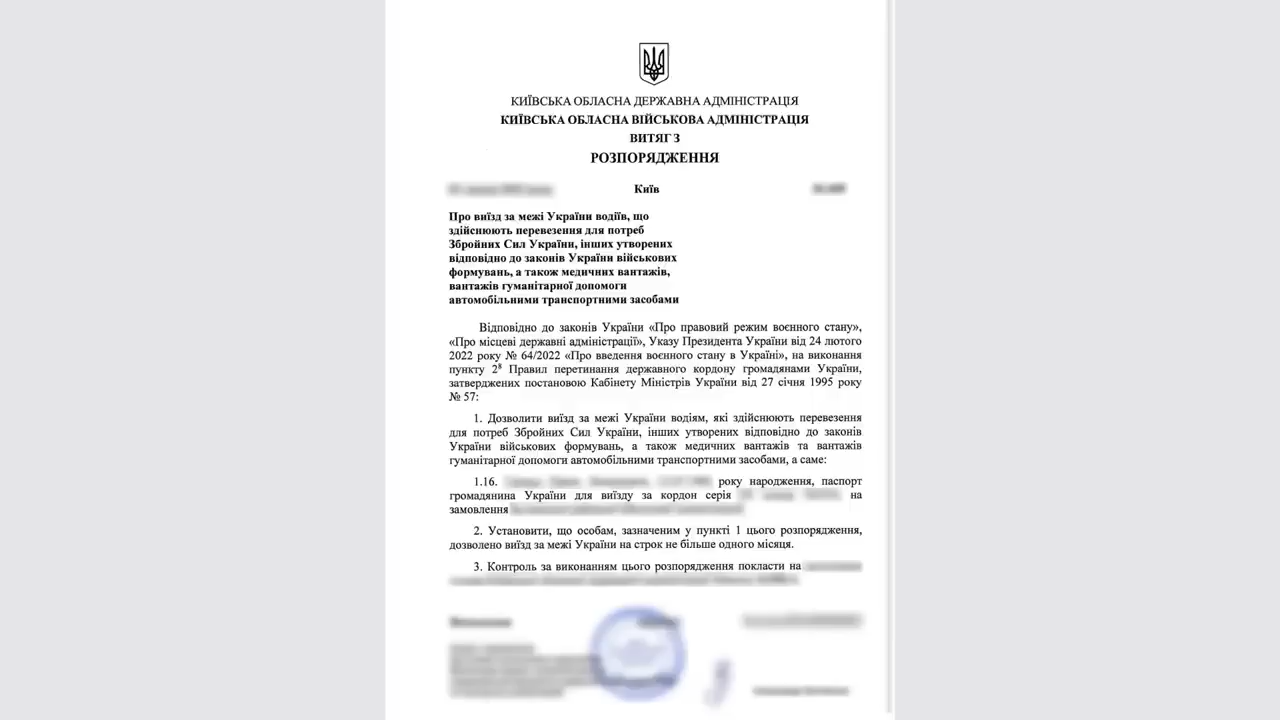 КИЇВСЬКА ОБЛАСНА ДЕРЖАВНА АДМІНІСТРАЦІЯ
КИЇВСЬКА ОБЛАСНА ВІЙСЬКОВА АДМІНІСТРАЦІЯ
ВИТЯГ З
РОЗПОРЯДЖЕННЯ
Київ
Про виїзд за межі України водіїв, що
здійснюють перевезення для потреб
Збройних Сил України, інших утворених
відповідно до законів України військових
формувань, а також медичних вантажів,
вантажів гуманітарної допомоги
автомобільними транспортними засобами
Відповідно до законів України «Про правовий режим воєнного стану»,
«Про місцеві державні адміністрації», Указу Президента України від 24 лютого
2022 року № 64/2022 «Про введення воєнного стану в Україні», на виконання
пункту 2⁸ Правил перетинання державного кордону громадянами України,
затверджених постановою Кабінету Міністрів України від 27 січня 1995 року
№ 57:
1. Дозволити виїзд за межі України водіям, які здійснюють перевезення
для потреб Збройних Сил України, інших утворених відповідно до законів
України військових формувань, а також медичних вантажів та вантажів
гуманітарної допомоги автомобільними транспортними засобами, а саме:
1.16. року народження, паспорт
громадянина України для виїзду за кордон серія на
замовлення
2. Установити, що особам, зазначеним у пункті 1 цього розпорядження,
дозволено виїзд за межі України на строк не більше одного місяця.
3. Контроль за виконанням цього розпорядження покласти на